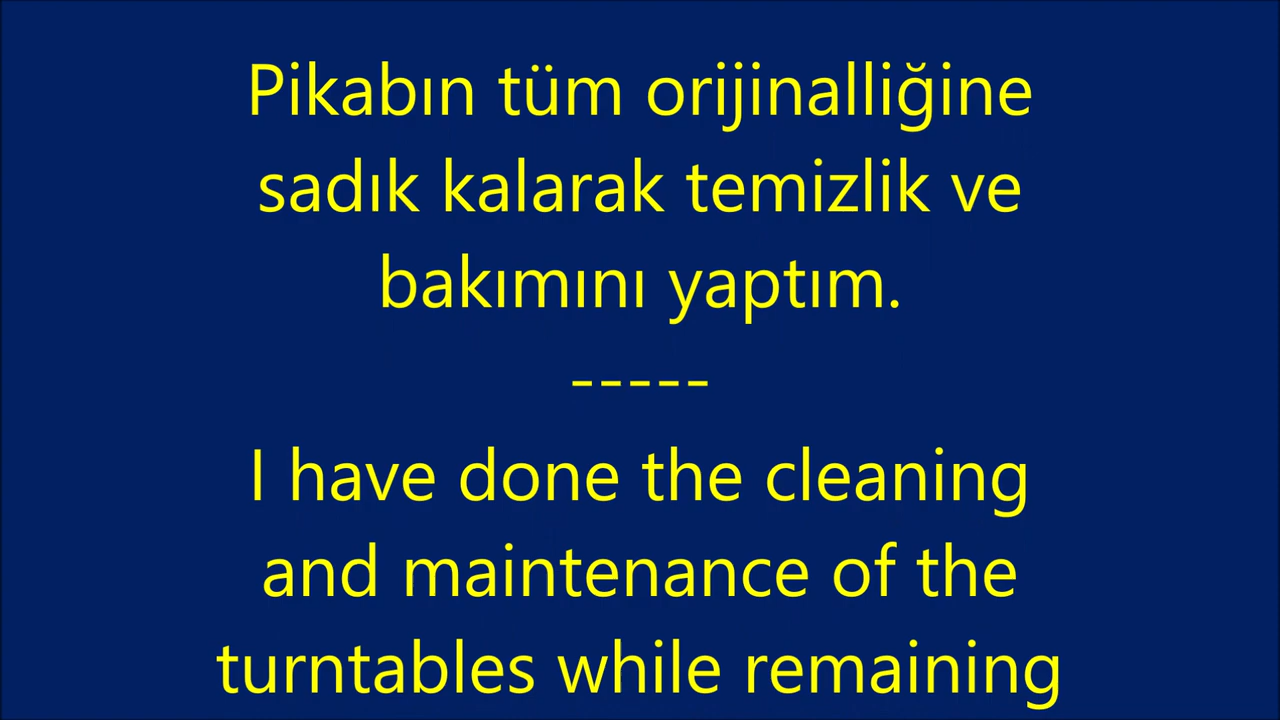 Pikabın tüm orijinalliğine
sadık kalarak temizlik ve
bakımını yaptım.
-----
I have done the cleaning
and maintenance of the
turntables while remaining